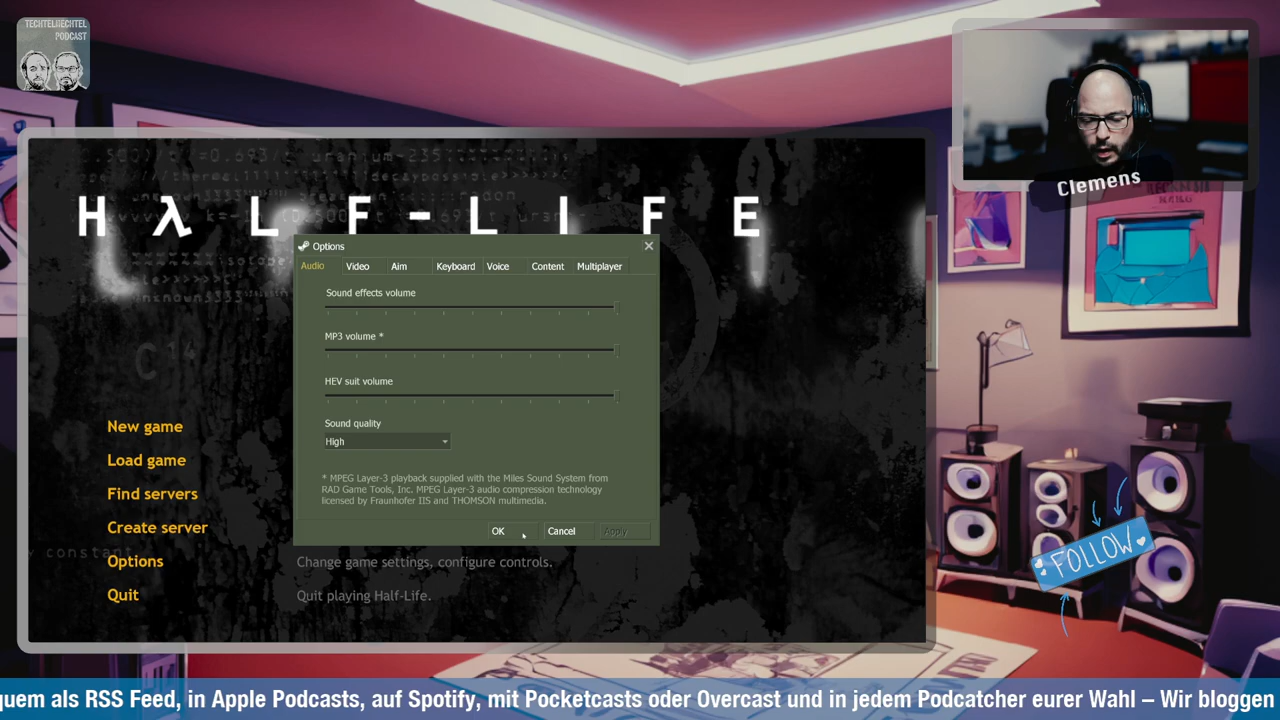 TECHTELMECHTEL
PODCAST
Clemens
HλLF-LIFE
Options
Audio
Video
Aim
Keyboard
Voice
Content
Multiplayer
Sound effects volume
MP3 volume *
HEV suit volume
Sound quality
High
* MPEG Layer-3 playback supplied with the Miles Sound System from
RAD Game Tools, Inc. MPEG Layer-3 audio compression technology
licensed by Fraunhofer IIS and THOMSON multimedia.
OK
Cancel
Apply
New game
Load game
Find servers
Create server
Options
Change game settings, configure controls.
Quit
Quit playing Half-Life.
FOLLOW
quem als RSS Feed, in Apple Podcasts, auf Spotify, mit Pocketcasts oder Overcast und in jedem Podcatcher eurer Wahl – Wir bloggen